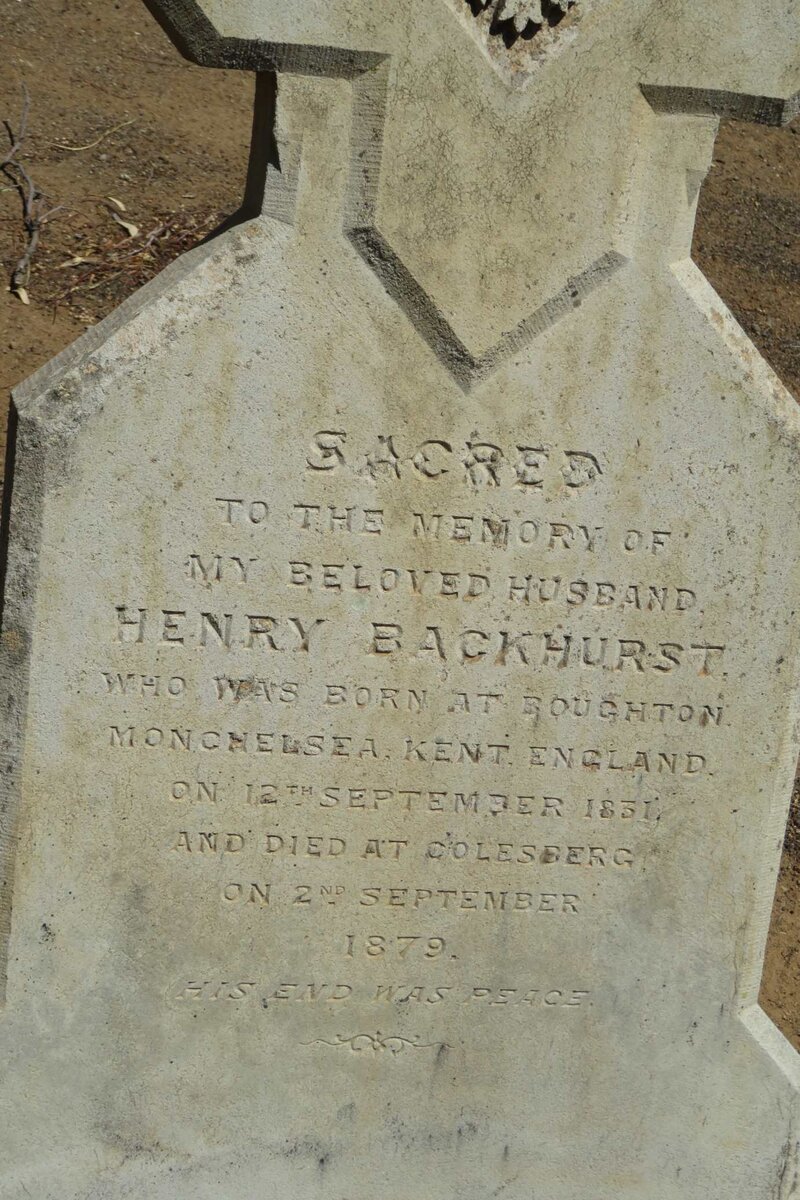 SACRED
TO THE MEMORY OF
MY BELOVED HUSBAND.
HENRY BACKHURST.
WHO WAS BORN AT BOUGHTON.
MONCHELSEA. KENT. ENGLAND.
ON 12TH SEPTEMBER 1831.
AND DIED AT COLESBERG.
ON 2ND SEPTEMBER
1879.
HIS END WAS PEACE.